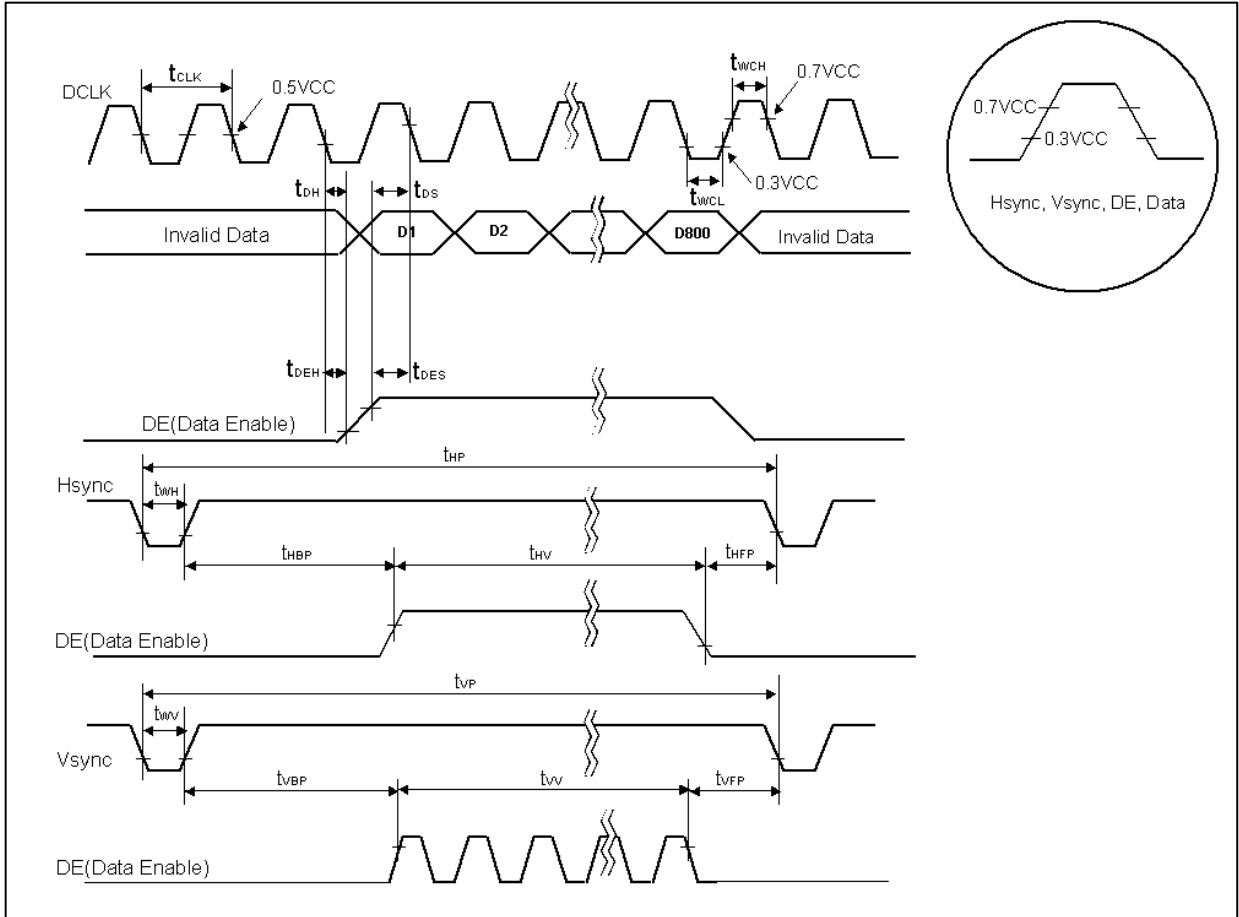 tCLK
DCLK
0.5VCC
tWCH
0.7VCC
tDH
tDS
tWCL
0.3VCC
Invalid Data
D1
D2
D800
Invalid Data
0.7VCC
0.3VCC
Hsync, Vsync, DE, Data
tDEH
tDES
DE(Data Enable)
tHP
Hsync
tWH
tHBP
tHV
tHFP
DE(Data Enable)
tVP
tWV
Vsync
tVBP
tVV
tVFP
DE(Data Enable)